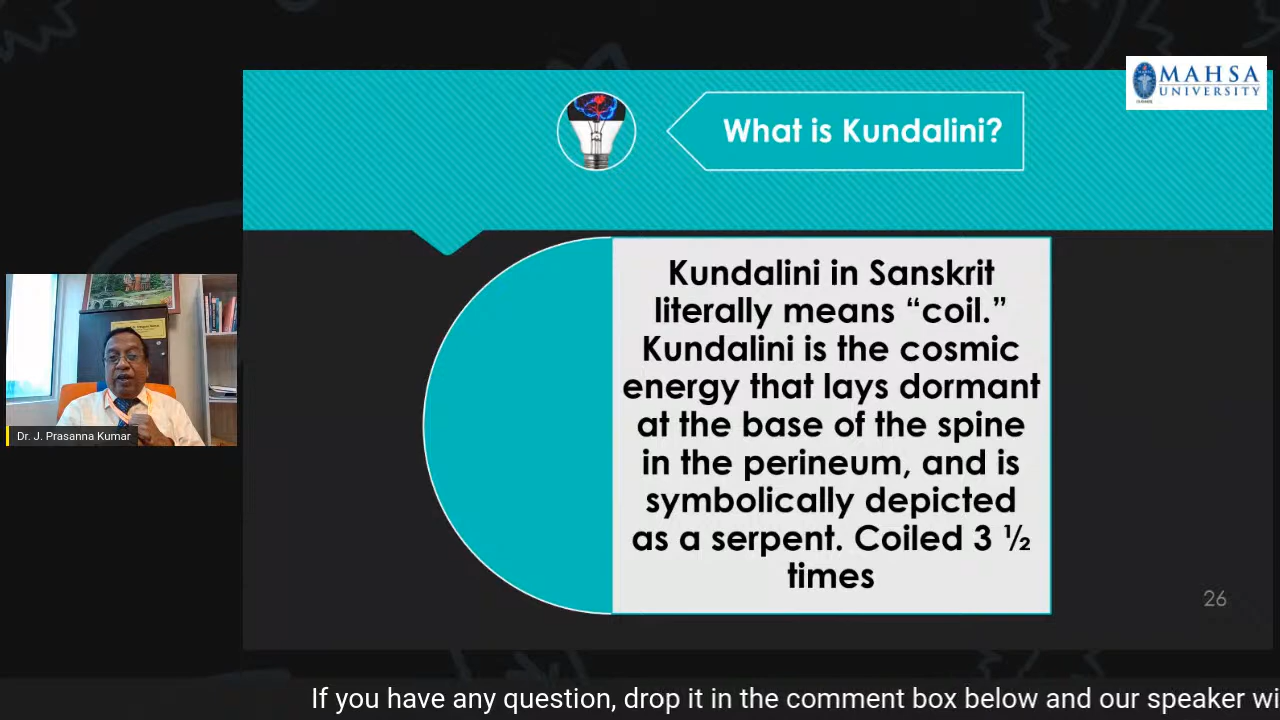 MAHSA
UNIVERSITY
What is Kundalini?
Kundalini in Sanskrit
literally means “coil.”
Kundalini is the cosmic
energy that lays dormant
at the base of the spine
in the perineum, and is
symbolically depicted
as a serpent. Coiled 3 ½
times
Dr. J. Prasanna Kumar
26
If you have any question, drop it in the comment box below and our speaker wi